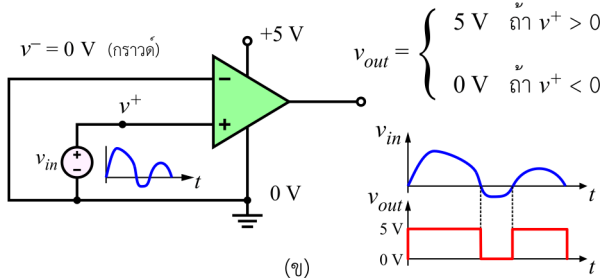 +5 V
v⁻ = 0 V (กราวด์)
v⁺
v_in
t
0 V
v_out = { 5 V ถ้า v⁺ > 0
0 V ถ้า v⁺ < 0
v_in
t
v_out
5 V
0 V
t
(ข)